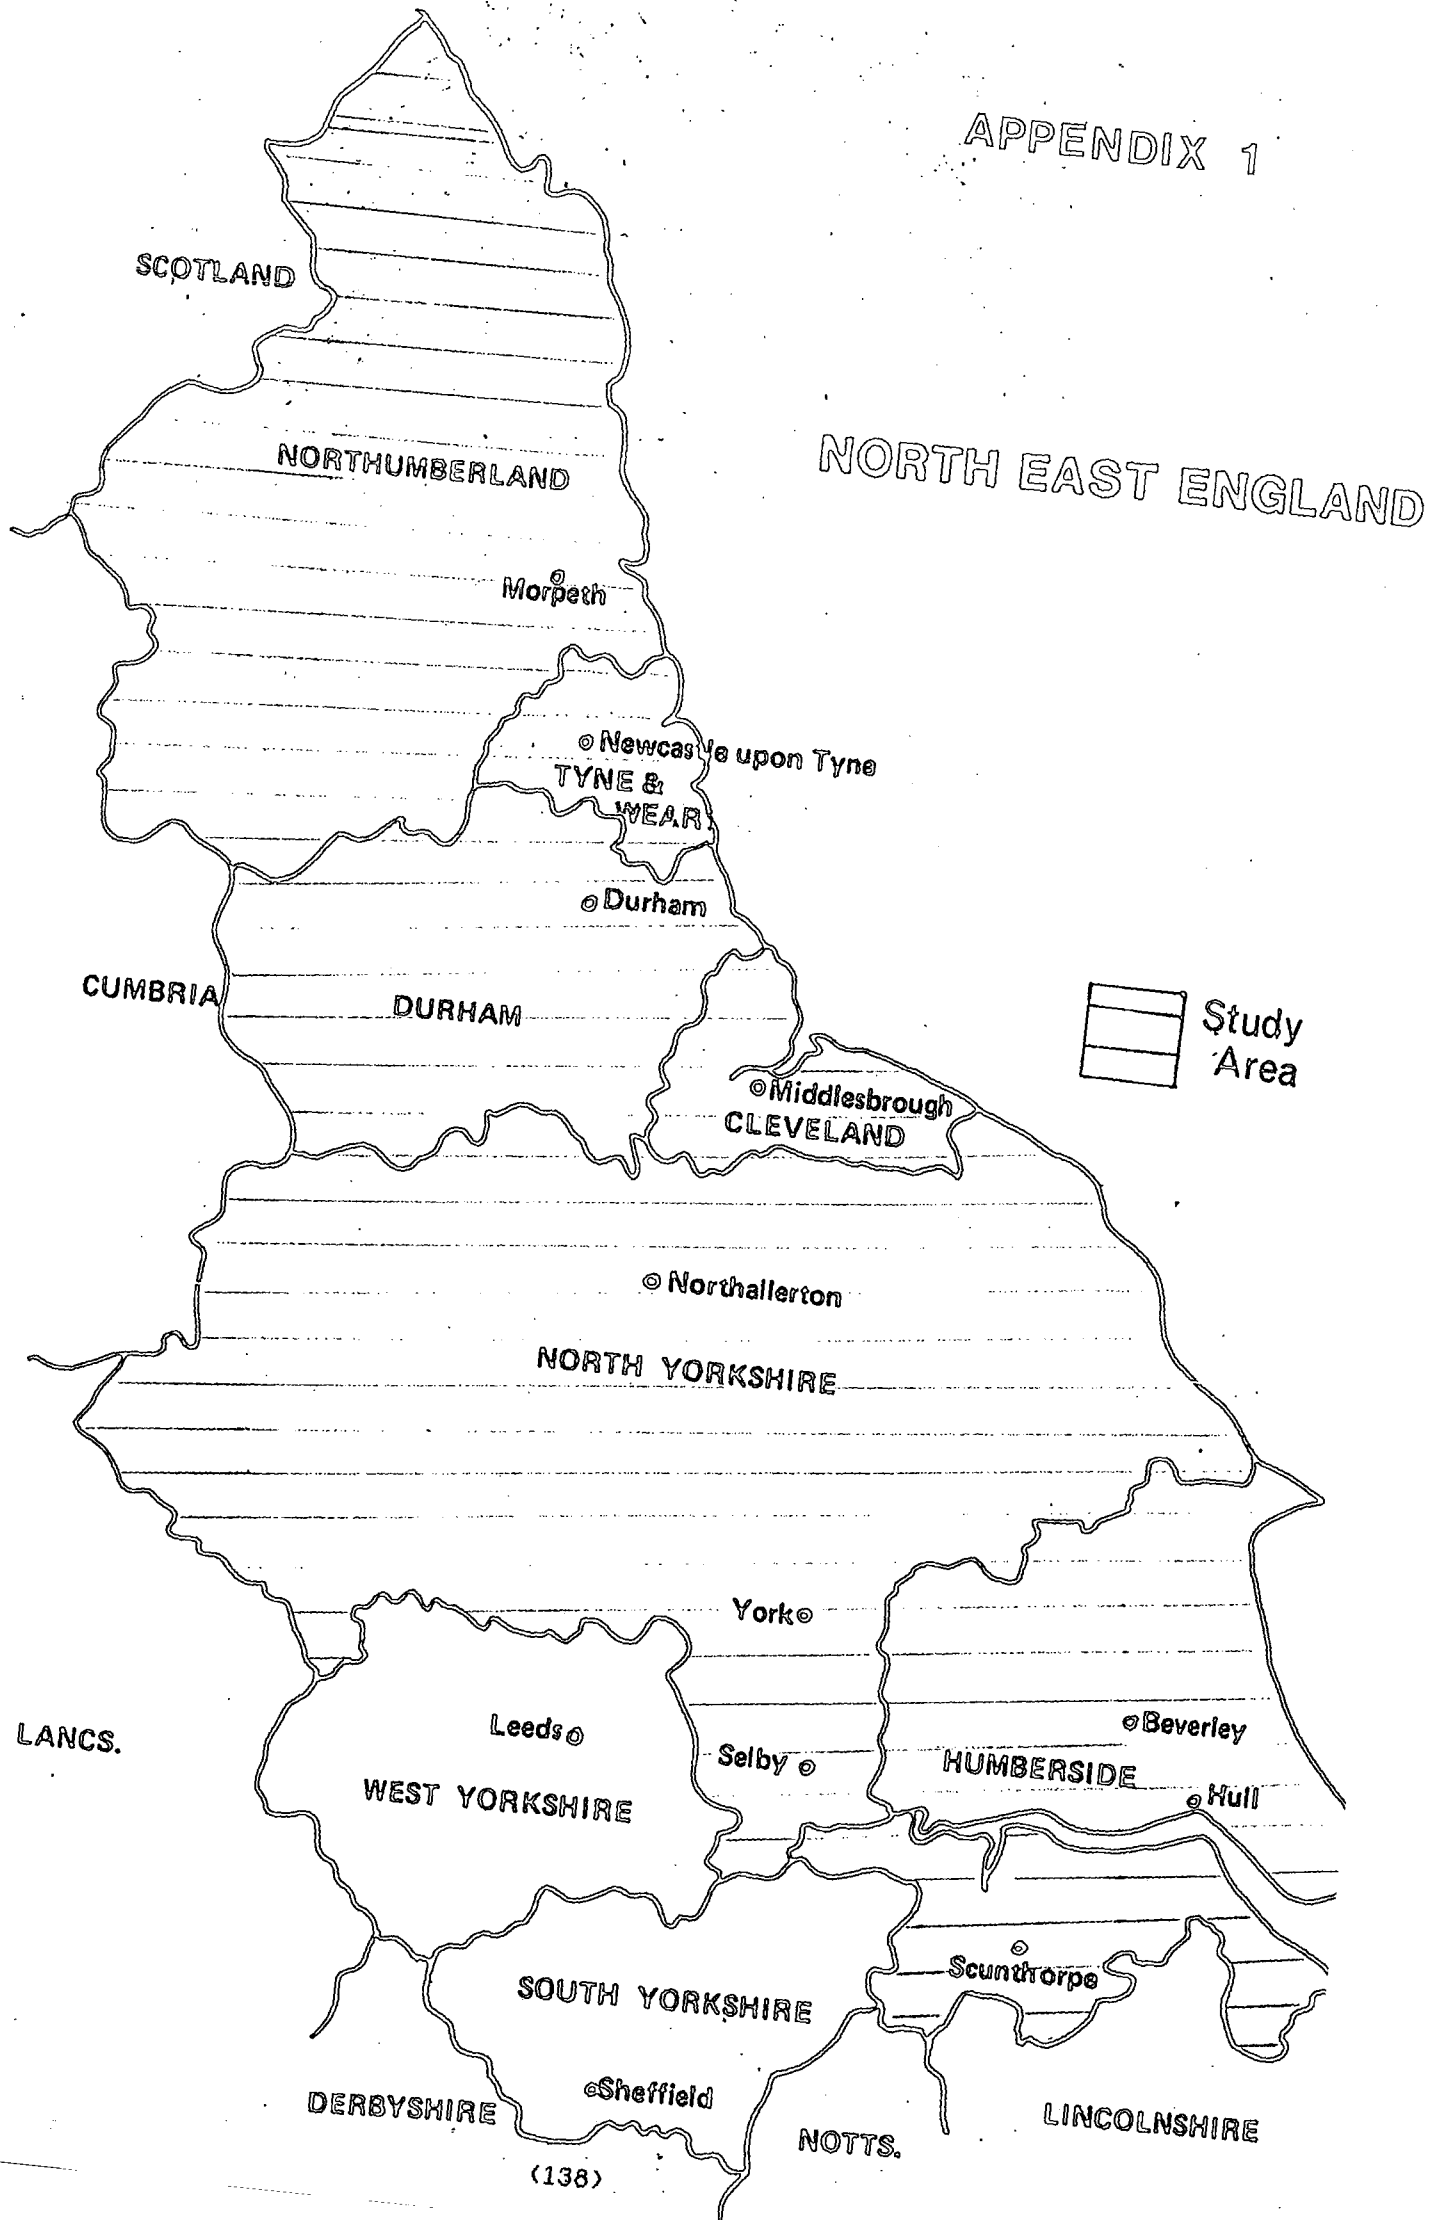 APPENDIX 1
SCOTLAND
NORTHUMBERLAND
NORTH EAST ENGLAND
Morpeth
Newcastle upon Tyne
TYNE &
WEAR
Durham
CUMBRIA
DURHAM
Study
Area
Middlesbrough
CLEVELAND
Northallerton
NORTH YORKSHIRE
York
Leeds
LANCS.
Selby
Beverley
HUMBERSIDE
Hull
WEST YORKSHIRE
Scunthorpe
SOUTH YORKSHIRE
Sheffield
DERBYSHIRE
NOTTS.
LINCOLNSHIRE
(138)